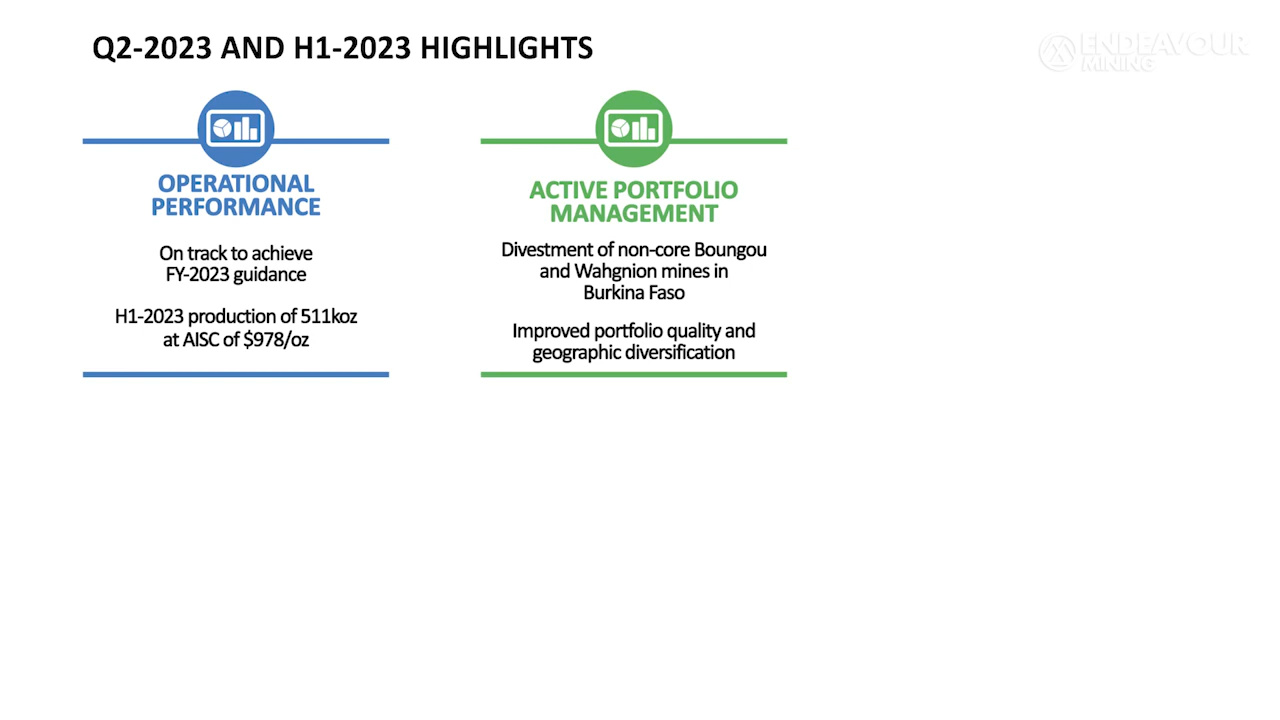 Q2-2023 AND H1-2023 HIGHLIGHTS
ENDEAVOUR
MINING
OPERATIONAL
PERFORMANCE
On track to achieve
FY-2023 guidance
H1-2023 production of 511koz
at AISC of $978/oz
ACTIVE PORTFOLIO
MANAGEMENT
Divestment of non-core Boungou
and Wahgnion mines in
Burkina Faso
Improved portfolio quality and
geographic diversification